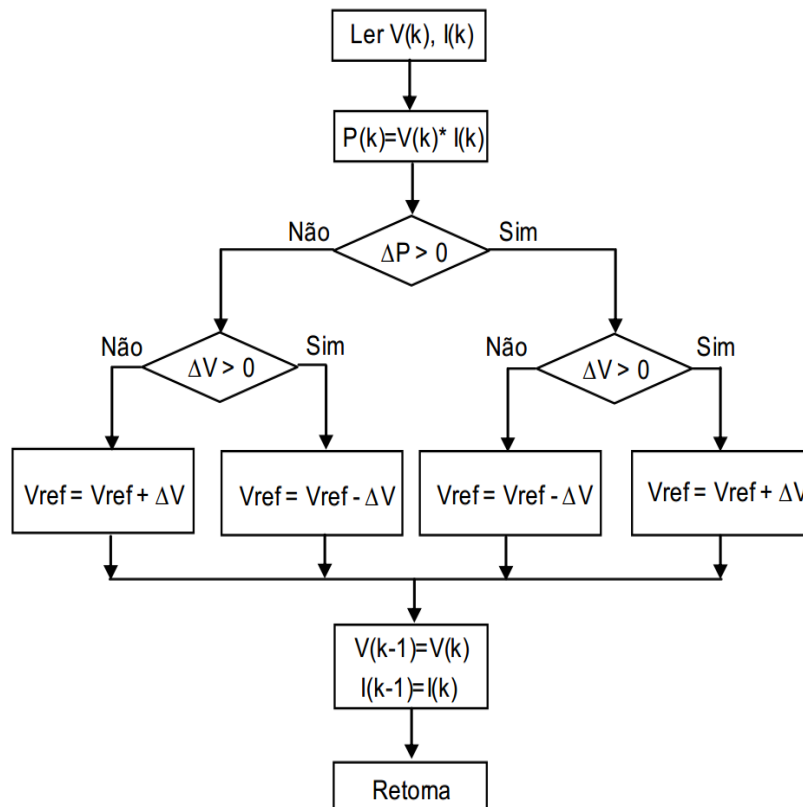 Ler V(k), I(k)
P(k)=V(k)* I(k)
Não
Sim
ΔP > 0
Não
Sim
Não
Sim
ΔV > 0
ΔV > 0
Vref = Vref + ΔV
Vref = Vref - ΔV
Vref = Vref - ΔV
Vref = Vref + ΔV
V(k-1)=V(k)
I(k-1)=I(k)
Retoma